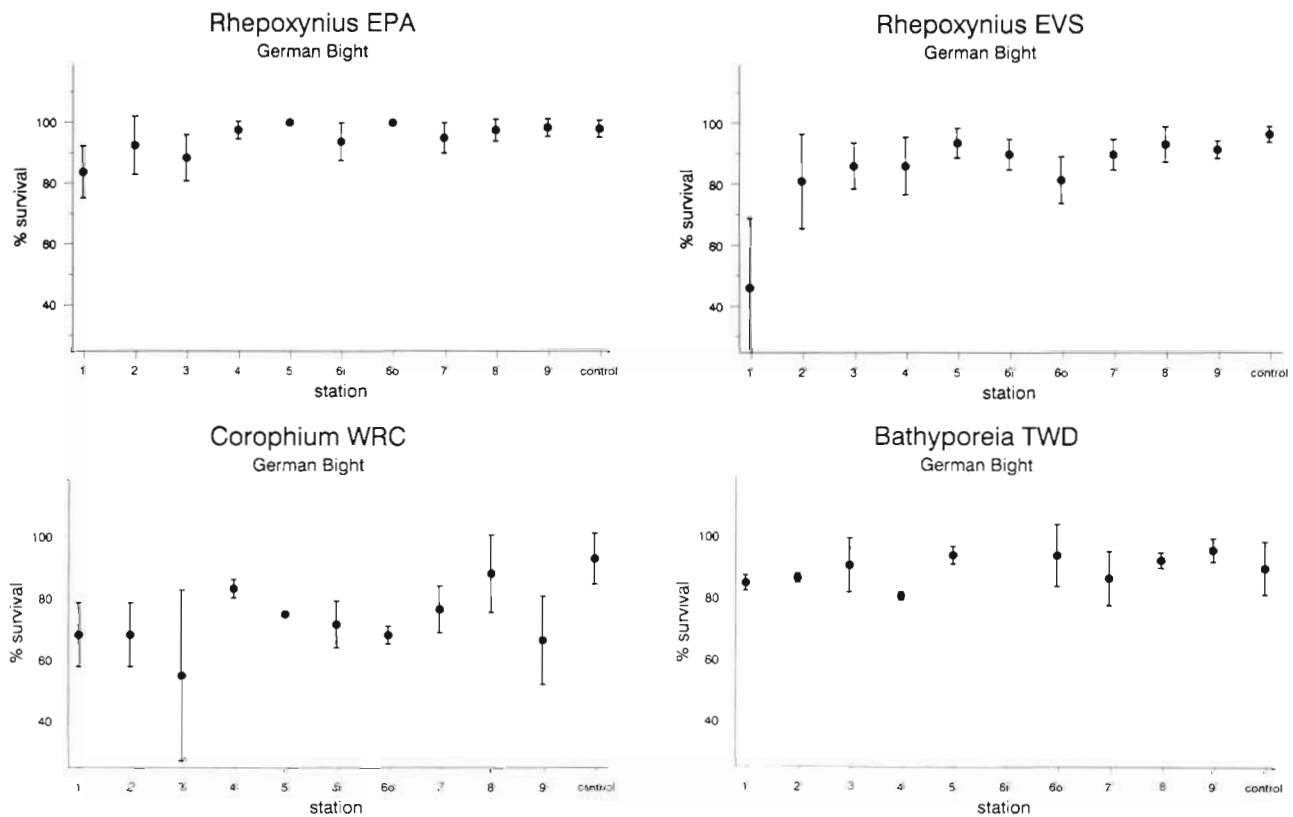 Rhepoxynius EPA
German Bight
% survival
100
80
60
40
1 2 3 4 5 6i 6o 7 8 9 control
station
Rhepoxynius EVS
German Bight
% survival
100
80
60
40
1 2 3 4 5 6i 6o 7 8 9 control
station
Corophium WRC
German Bight
% survival
100
80
60
40
1 2 3 4 5 6i 6o 7 8 9 control
station
Bathyporeia TWD
German Bight
% survival
100
80
60
40
1 2 3 4 5 6i 6o 7 8 9 control
station